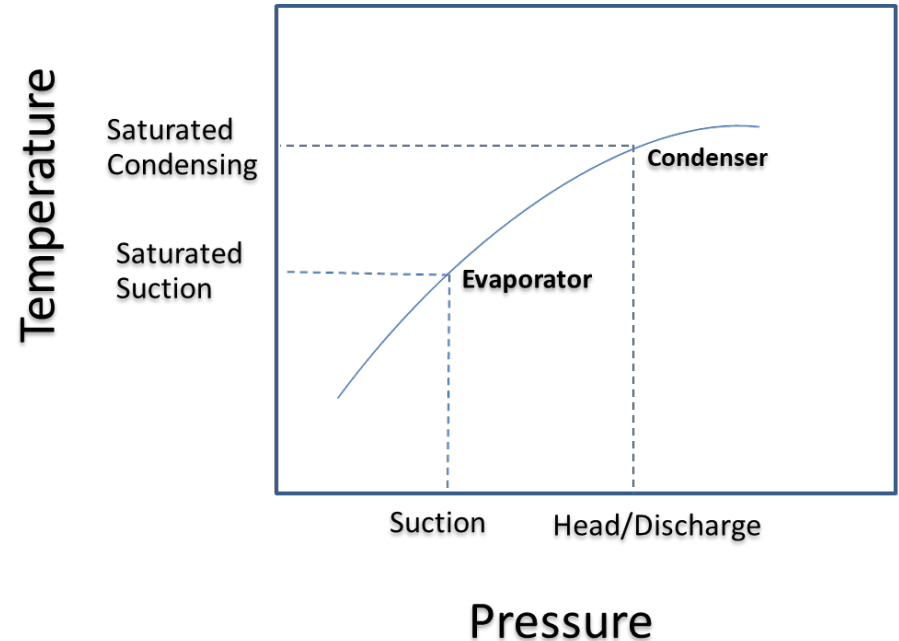 Temperature
Saturated
Condensing
Condenser
Saturated
Suction
Evaporator
Suction
Head/Discharge
Pressure